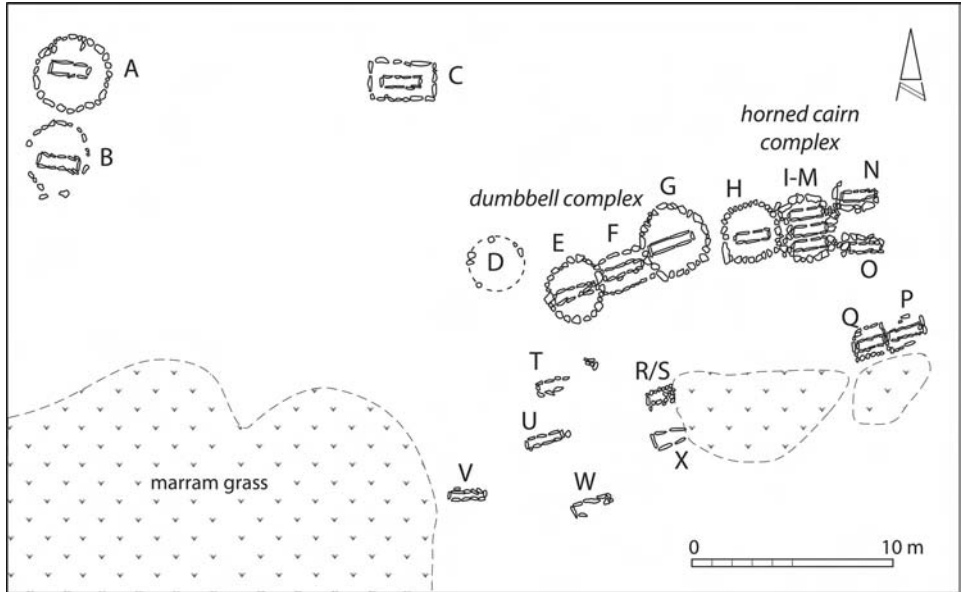 A
C
B
horned cairn
complex
I-M
N
H
G
dumbbell complex
F
E
D
O
P
Q
T
R/S
U
X
V
W
marram grass
0
10 m